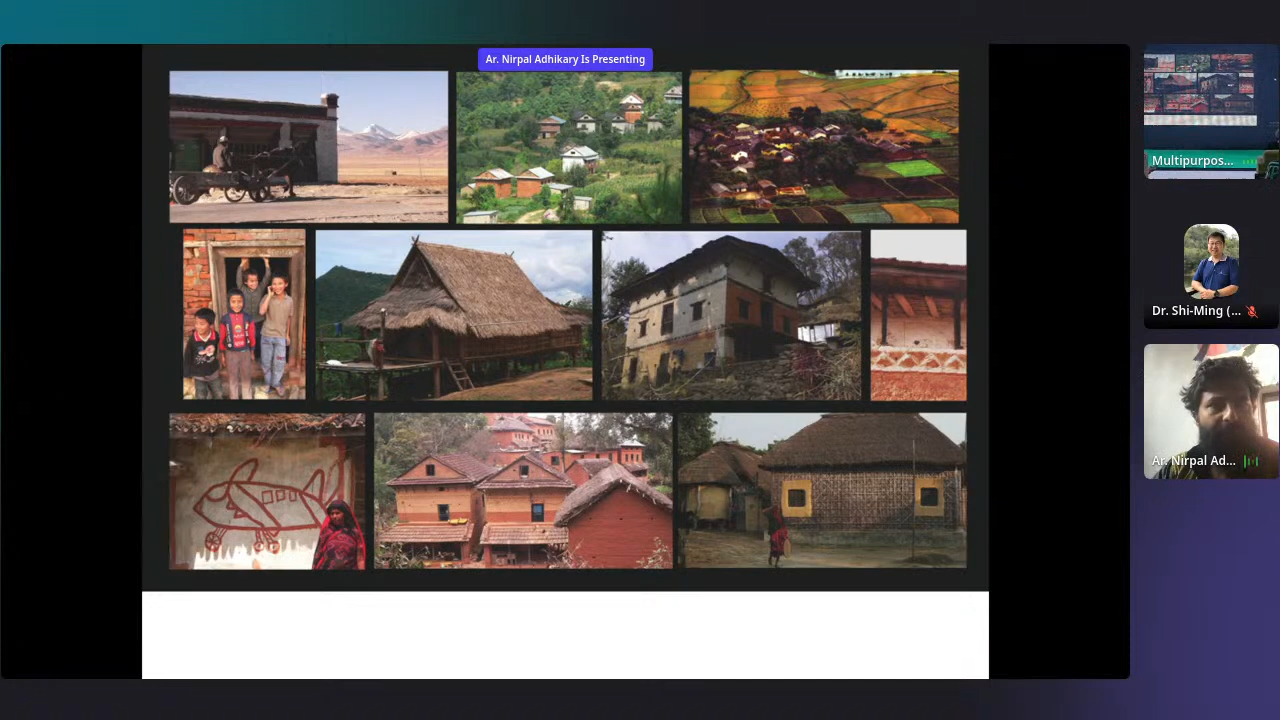 Ar. Nirpal Adhikary Is Presenting
Multipurpos...
Dr. Shi-Ming (...
Ar. Nirpal Ad...